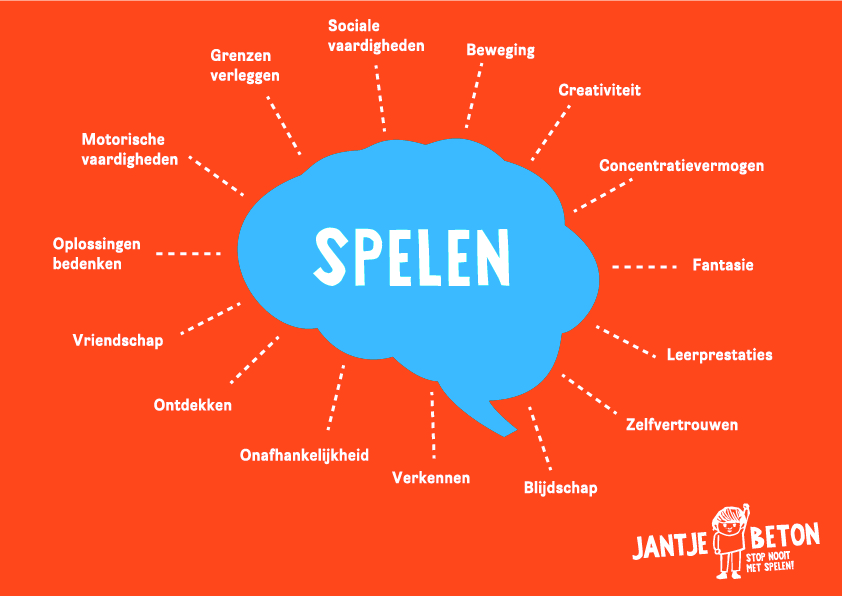 Sociale
vaardigheden
Beweging
Grenzen
verleggen
Creativiteit
Motorische
vaardigheden
Concentratievermogen
SPELEN
Oplossingen
bedenken
Fantasie
Vriendschap
Leerprestaties
Ontdekken
Zelfvertrouwen
Onafhankelijkheid
Verkennen
Blijdschap
JANTJE BETON
STOP NOOIT
MET SPELEN!